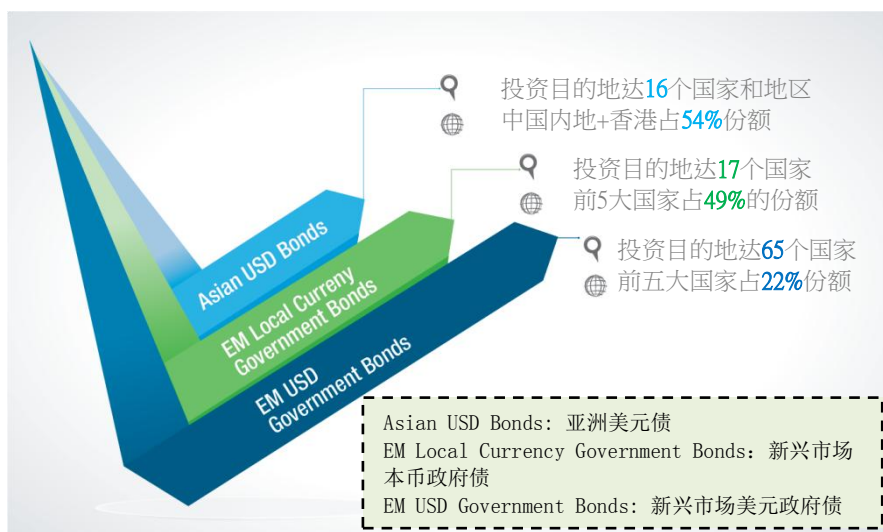 投资目的地达16个国家和地区
中国内地+香港占54%份额
投资目的地达17个国家
前5大国家占49%的份额
投资目的地达65个国家
前五大国家占22%份额
Asian USD Bonds
EM Local Curreny
Government Bonds
EM USD
Government Bonds
Asian USD Bonds: 亚洲美元债
EM Local Currency Government Bonds: 新兴市场
本币政府债
EM USD Government Bonds: 新兴市场美元政府债